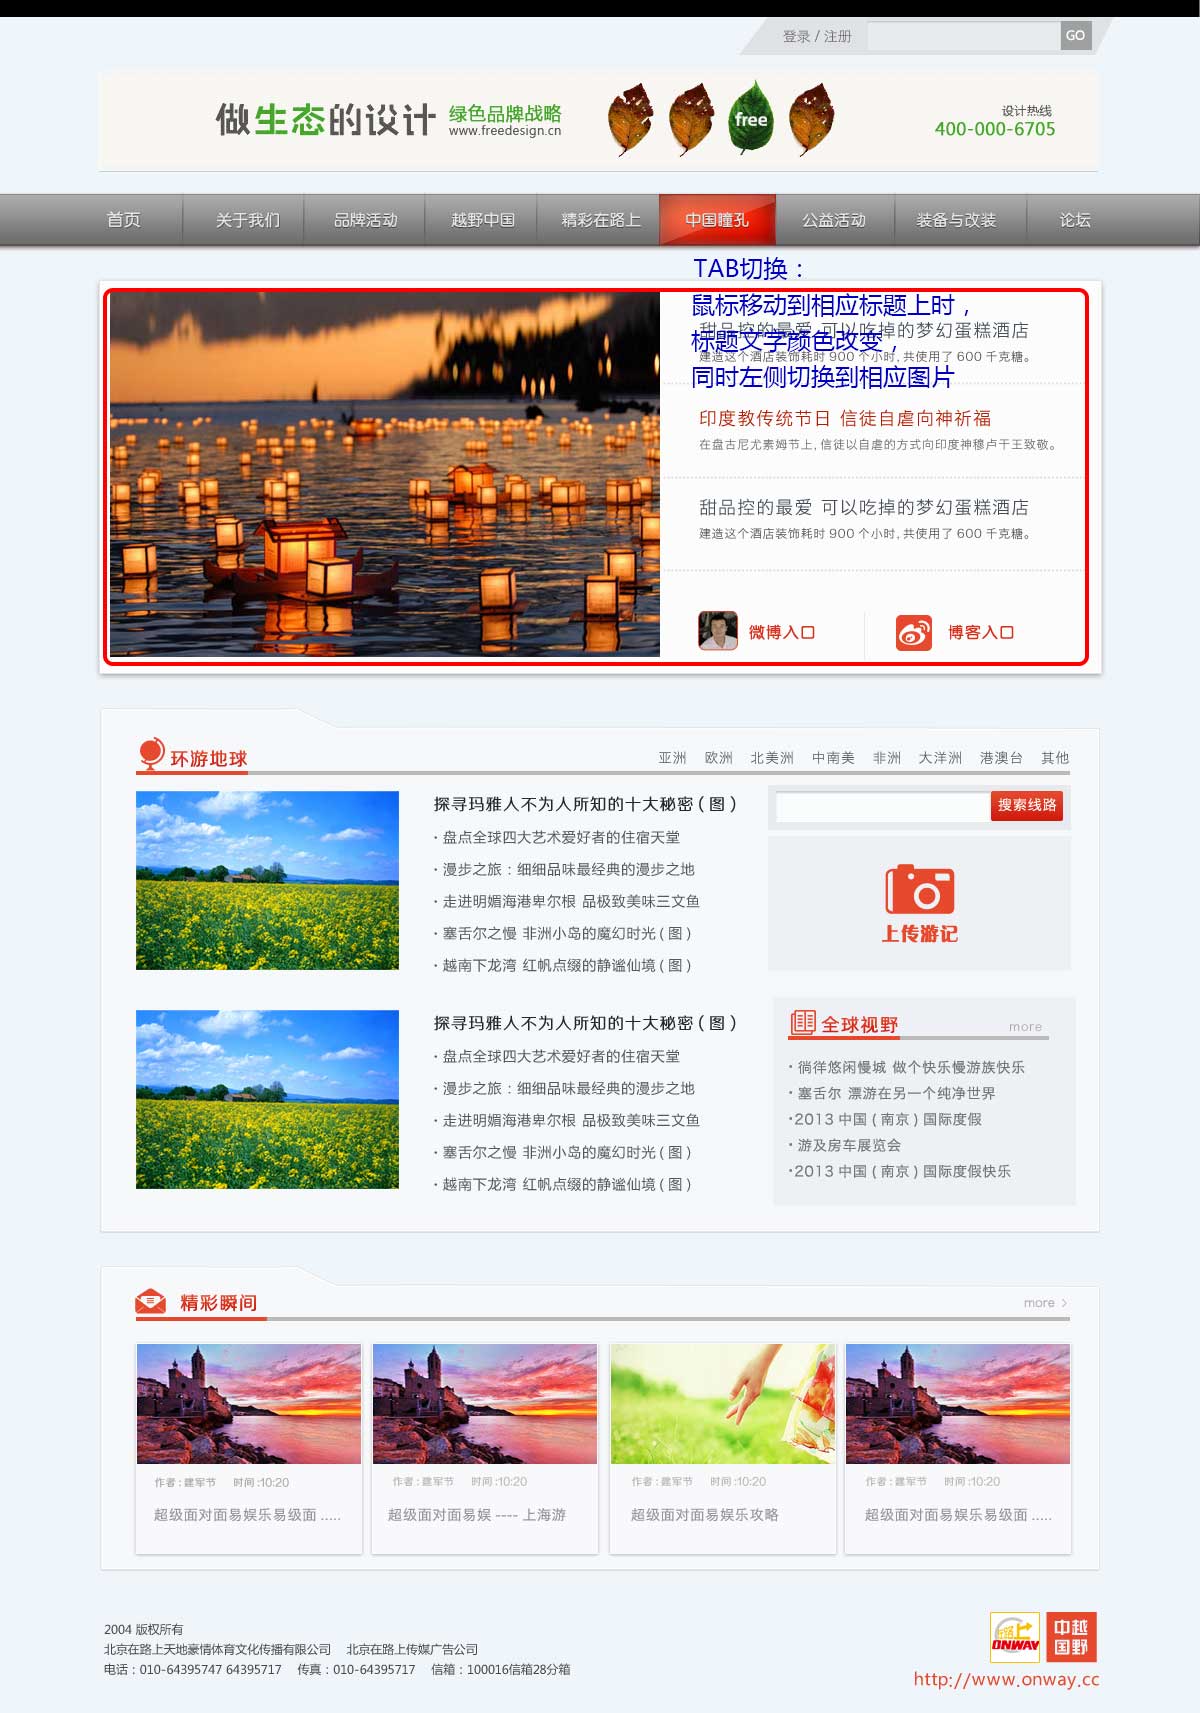 登录 / 注册
GO
做生态的设计
绿色品牌战略
www.freedesign.cn
free
设计热线
400-000-6705
首页
关于我们
品牌活动
越野中国
精彩在路上
中国瞳孔
公益活动
装备与改装
论坛
TAB切换：
鼠标移动到相应标题上时，
标题文字颜色改变，
同时左侧切换到相应图片
甜品控的最爱 可以吃掉的梦幻蛋糕酒店
建造这个酒店装饰耗时 900 个小时, 共使用了 600 千克糖。
印度教传统节日 信徒自虐向神祈福
在盘古尼尤素姆节上, 信徒以自虐的方式向印度神穆卢干王致敬。
甜品控的最爱 可以吃掉的梦幻蛋糕酒店
建造这个酒店装饰耗时 900 个小时, 共使用了 600 千克糖。
微博入口
博客入口
环游地球
亚洲 欧洲 北美洲 中南美 非洲 大洋洲 港澳台 其他
探寻玛雅人不为人所知的十大秘密 ( 图 )
· 盘点全球四大艺术爱好者的住宿天堂
· 漫步之旅：细细品味最经典的漫步之地
· 走进明媚海港卑尔根 品极致美味三文鱼
· 塞舌尔之慢 非洲小岛的魔幻时光 ( 图 )
· 越南下龙湾 红帆点缀的静谧仙境 ( 图 )
搜索线路
上传游记
探寻玛雅人不为人所知的十大秘密 ( 图 )
· 盘点全球四大艺术爱好者的住宿天堂
· 漫步之旅：细细品味最经典的漫步之地
· 走进明媚海港卑尔根 品极致美味三文鱼
· 塞舌尔之慢 非洲小岛的魔幻时光 ( 图 )
· 越南下龙湾 红帆点缀的静谧仙境 ( 图 )
全球视野
more
· 徜徉悠闲慢城 做个快乐慢游族快乐
· 塞舌尔 漂游在另一个纯净世界
·2013 中国 ( 南京 ) 国际度假
· 游及房车展览会
·2013 中国 ( 南京 ) 国际度假快乐
精彩瞬间
more >
作者 : 建军节 时间 :10:20
超级面对面易娱乐易级面 .....
作者 : 建军节 时间 :10:20
超级面对面易娱 ---- 上海游
作者 : 建军节 时间 :10:20
超级面对面易娱乐攻略
作者 : 建军节 时间 :10:20
超级面对面易娱乐易级面 .....
2004 版权所有
北京在路上天地豪情体育文化传播有限公司 北京在路上传媒广告公司
电话：010-64395747 64395717 传真：010-64395717 信箱：100016信箱28分箱
在路上
ONWAY
中越
国野
http://www.onway.cc